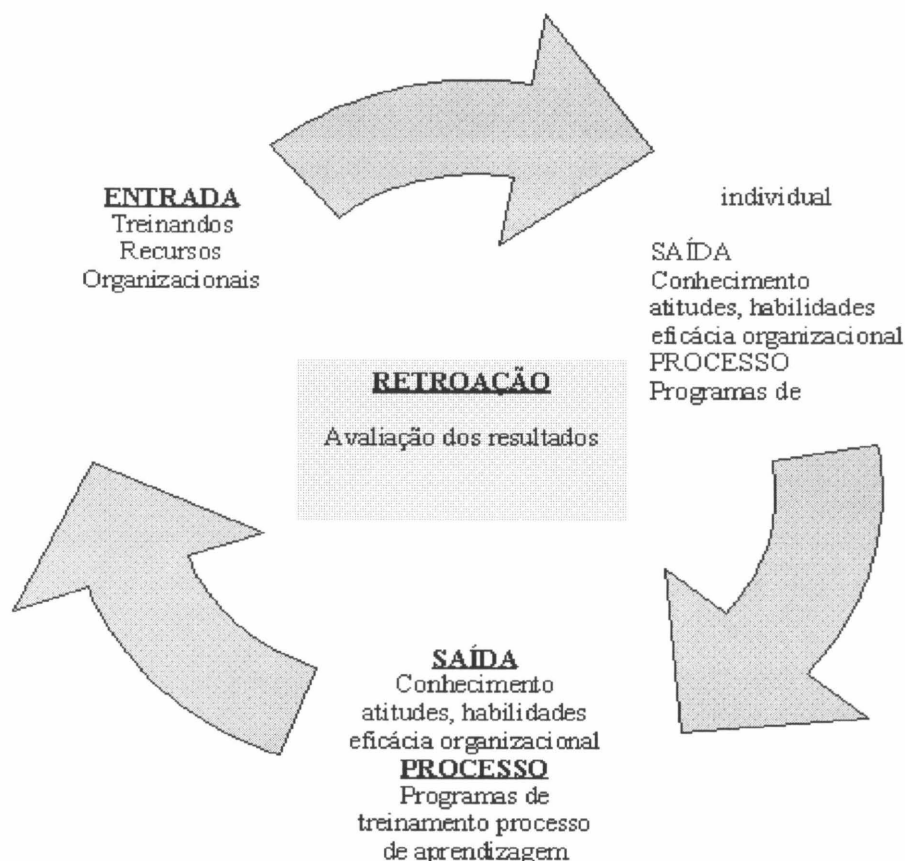 ENTRADA
Treinandos
Recursos
Organizacionais
individual
SAÍDA
Conhecimento
atitudes, habilidades
eficácia organizacional
PROCESSO
Programas de
RETROAÇÃO
Avaliação dos resultados
SAÍDA
Conhecimento
atitudes, habilidades
eficácia organizacional
PROCESSO
Programas de
treinamento processo
de aprendizagem